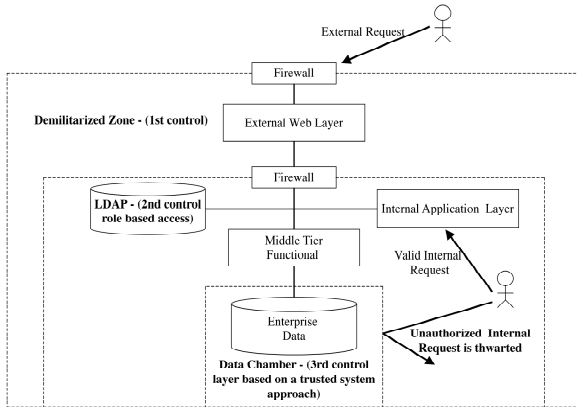 External Request
Firewall
Demilitarized Zone - (1st control)
External Web Layer
Firewall
LDAP - (2nd control
role based access)
Internal Application Layer
Middle Tier
Functional
Valid Internal
Request
Enterprise
Data
Unauthorized Internal
Request is thwarted
Data Chamber - (3rd control
layer based on a trusted system
approach)